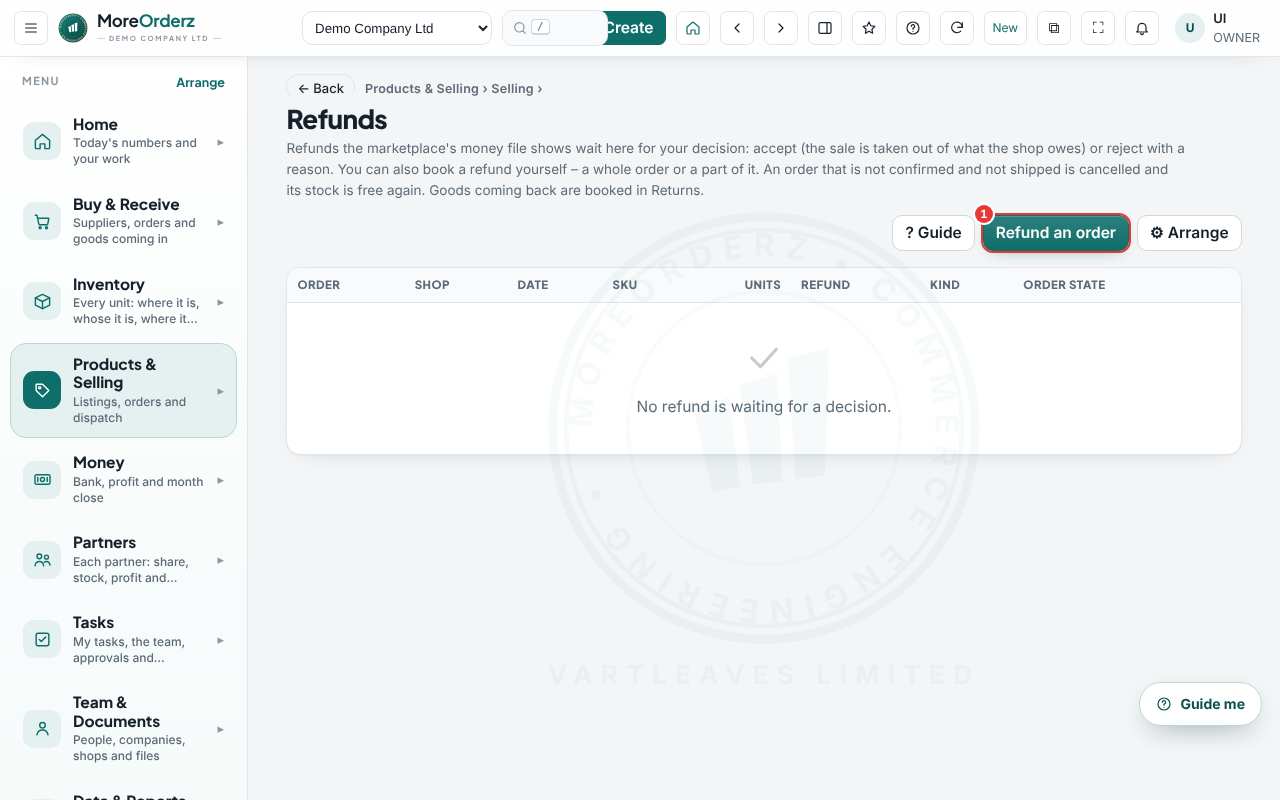 MoreOrderz
— DEMO COMPANY LTD —
Demo Company Ltd
/
Create
New
U
UI
OWNER
MENU
Arrange
Home
Today's numbers and
your work
Buy & Receive
Suppliers, orders and
goods coming in
Inventory
Every unit: where it is,
whose it is, where it...
Products &
Selling
Listings, orders and
dispatch
Money
Bank, profit and month
close
Partners
Each partner: share,
stock, profit and...
Tasks
My tasks, the team,
approvals and...
Team &
Documents
People, companies,
shops and files
Data & Reports
← Back
Products & Selling › Selling ›
Refunds
Refunds the marketplace's money file shows wait here for your decision: accept (the sale is taken out of what the shop owes) or reject with a
reason. You can also book a refund yourself – a whole order or a part of it. An order that is not confirmed and not shipped is cancelled and
its stock is free again. Goods coming back are booked in Returns.
? Guide
1
Refund an order
⚙ Arrange
ORDER SHOP DATE SKU UNITS REFUND KIND ORDER STATE
No refund is waiting for a decision.
MOREORDERZ • COMMERCE ENGINEERING •
VARTLEAVES LIMITED
Guide me